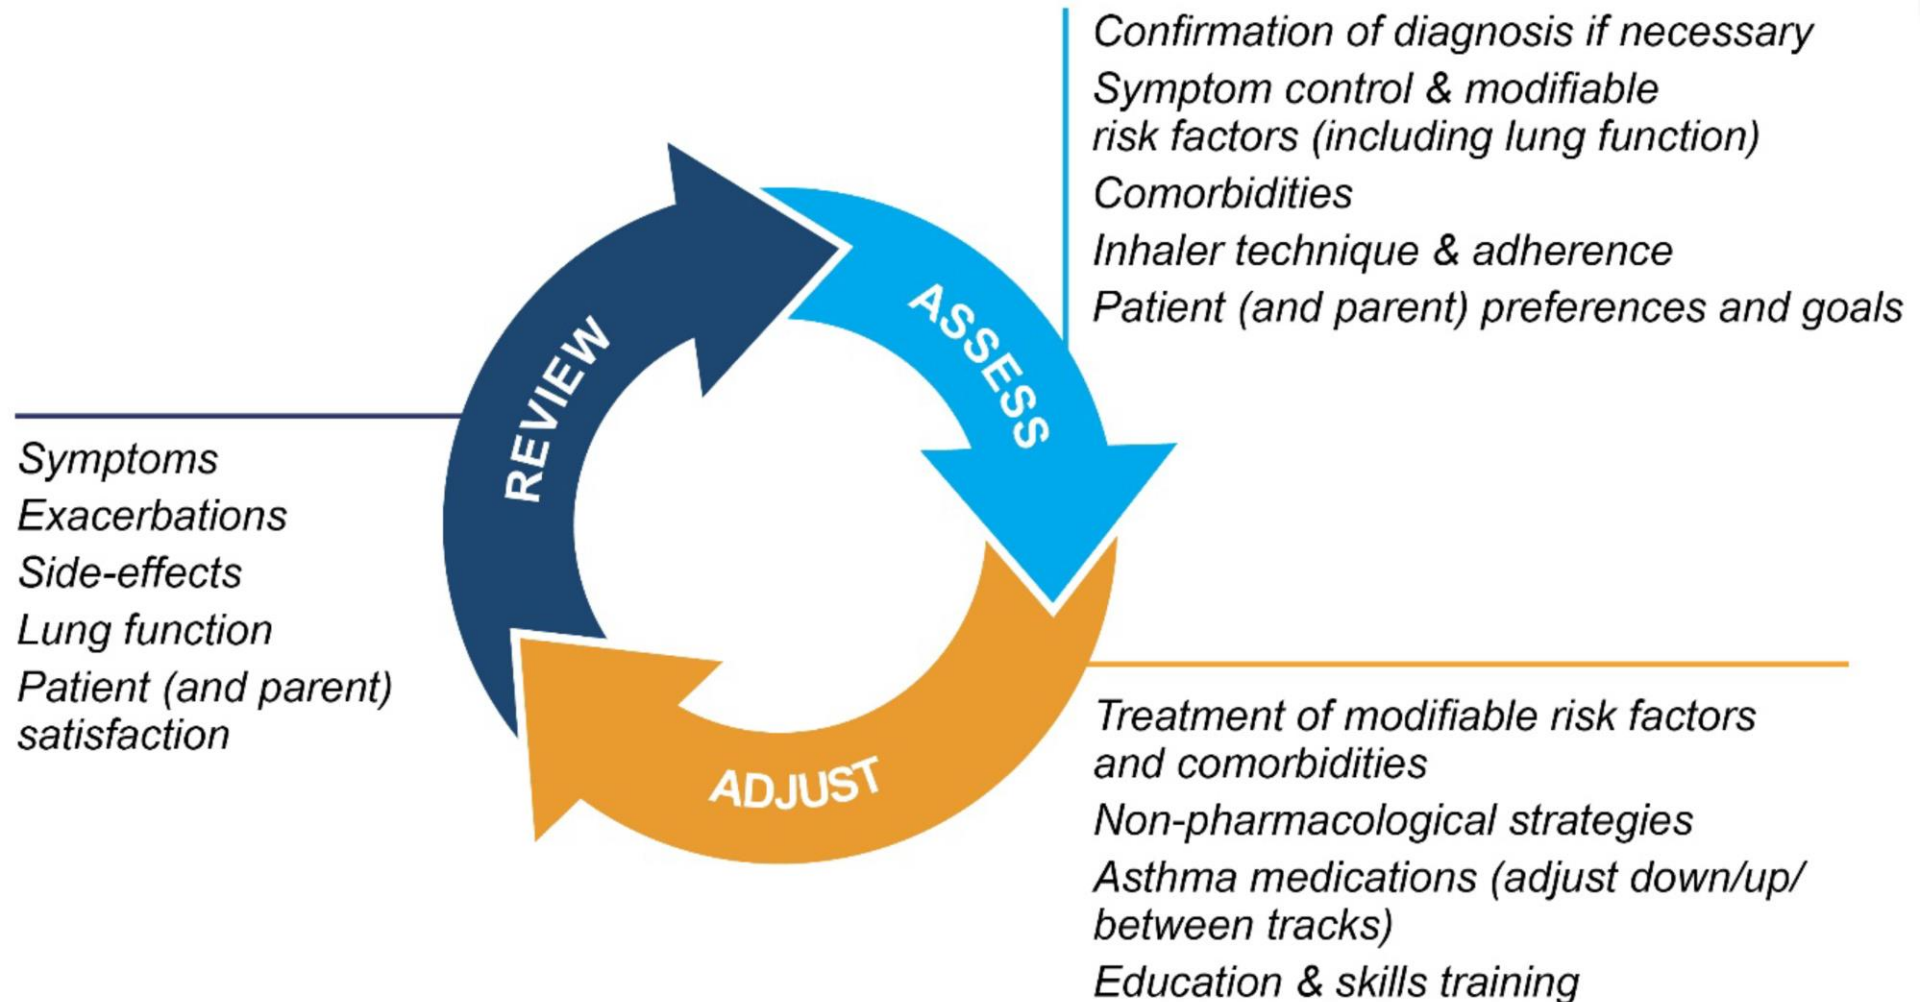 Confirmation of diagnosis if necessary
Symptom control & modifiable
risk factors (including lung function)
Comorbidities
Inhaler technique & adherence
Patient (and parent) preferences and goals
ASSESS
REVIEW
Symptoms
Exacerbations
Side-effects
Lung function
Patient (and parent)
satisfaction
ADJUST
Treatment of modifiable risk factors
and comorbidities
Non-pharmacological strategies
Asthma medications (adjust down/up/
between tracks)
Education & skills training